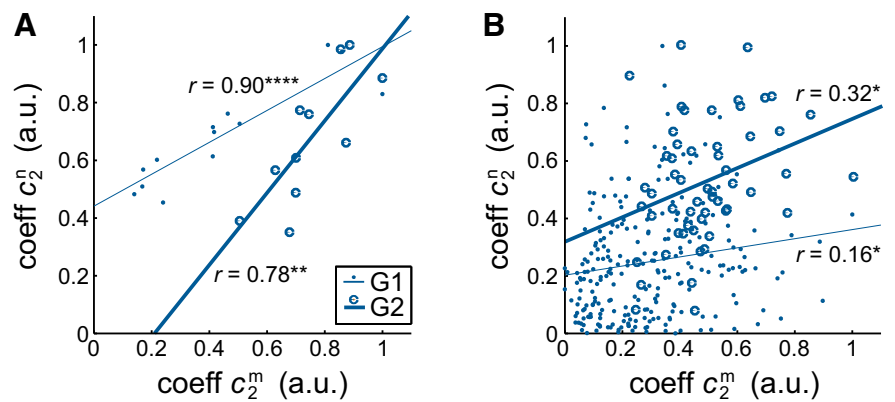 A
coeff c₂ⁿ (a.u.)
1
0.8
0.6
0.4
0.2
0
r = 0.90****
r = 0.78**
G1
G2
0 0.2 0.4 0.6 0.8 1
coeff c₂ᵐ (a.u.)
B
coeff c₂ⁿ (a.u.)
1
0.8
0.6
0.4
0.2
0
r = 0.32*
r = 0.16*
0 0.2 0.4 0.6 0.8 1
coeff c₂ᵐ (a.u.)